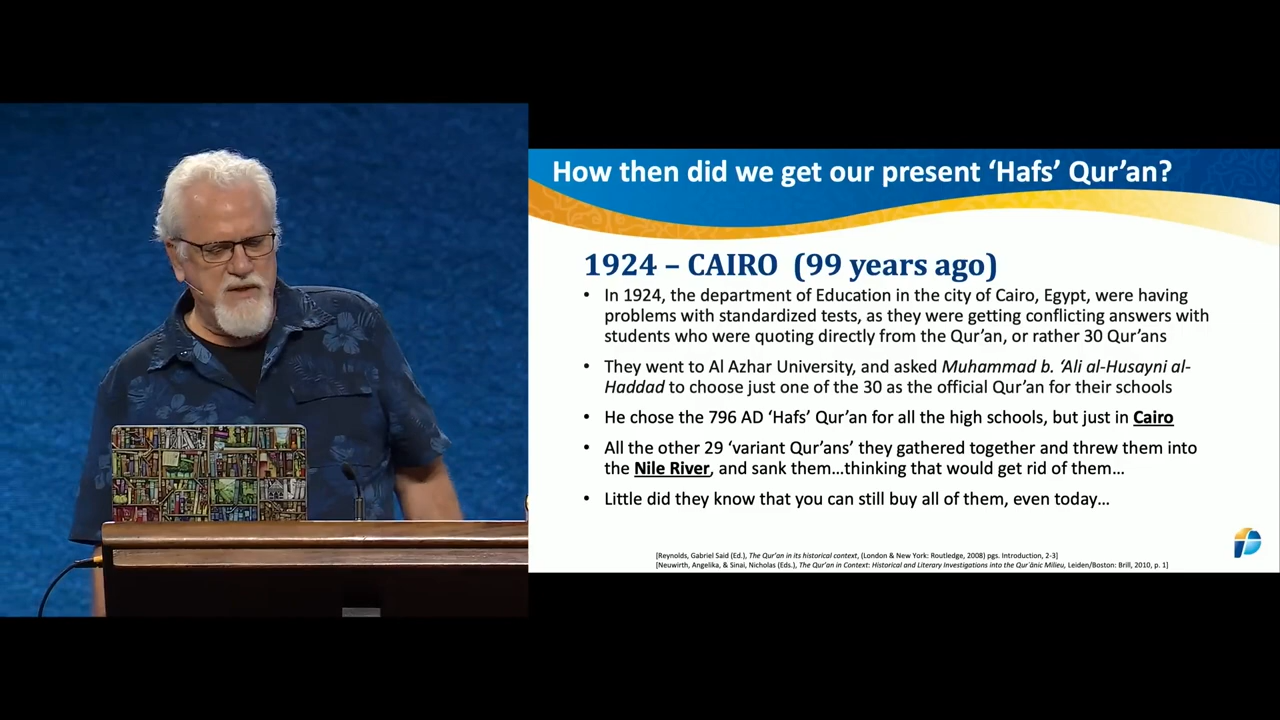 How then did we get our present ‘Hafs’ Qur’an?
1924 – CAIRO (99 years ago)
• In 1924, the department of Education in the city of Cairo, Egypt, were having
problems with standardized tests, as they were getting conflicting answers with
students who were quoting directly from the Qur’an, or rather 30 Qur’ans
• They went to Al Azhar University, and asked Muhammad b. ‘Ali al-Husayni al-
Haddad to choose just one of the 30 as the official Qur’an for their schools
• He chose the 796 AD ‘Hafs’ Qur’an for all the high schools, but just in Cairo
• All the other 29 ‘variant Qur’ans’ they gathered together and threw them into
the Nile River, and sank them…thinking that would get rid of them…
• Little did they know that you can still buy all of them, even today…
[Reynolds, Gabriel Said (Ed.), The Qur’an in its historical context, (London & New York: Routledge, 2008) pgs. Introduction, 2-3]
[Neuwirth, Angelika, & Sinai, Nicholas (Eds.), The Qur’an in Context: Historical and Literary Investigations into the Qur’ānic Milieu, Leiden/Boston: Brill, 2010, p. 1]